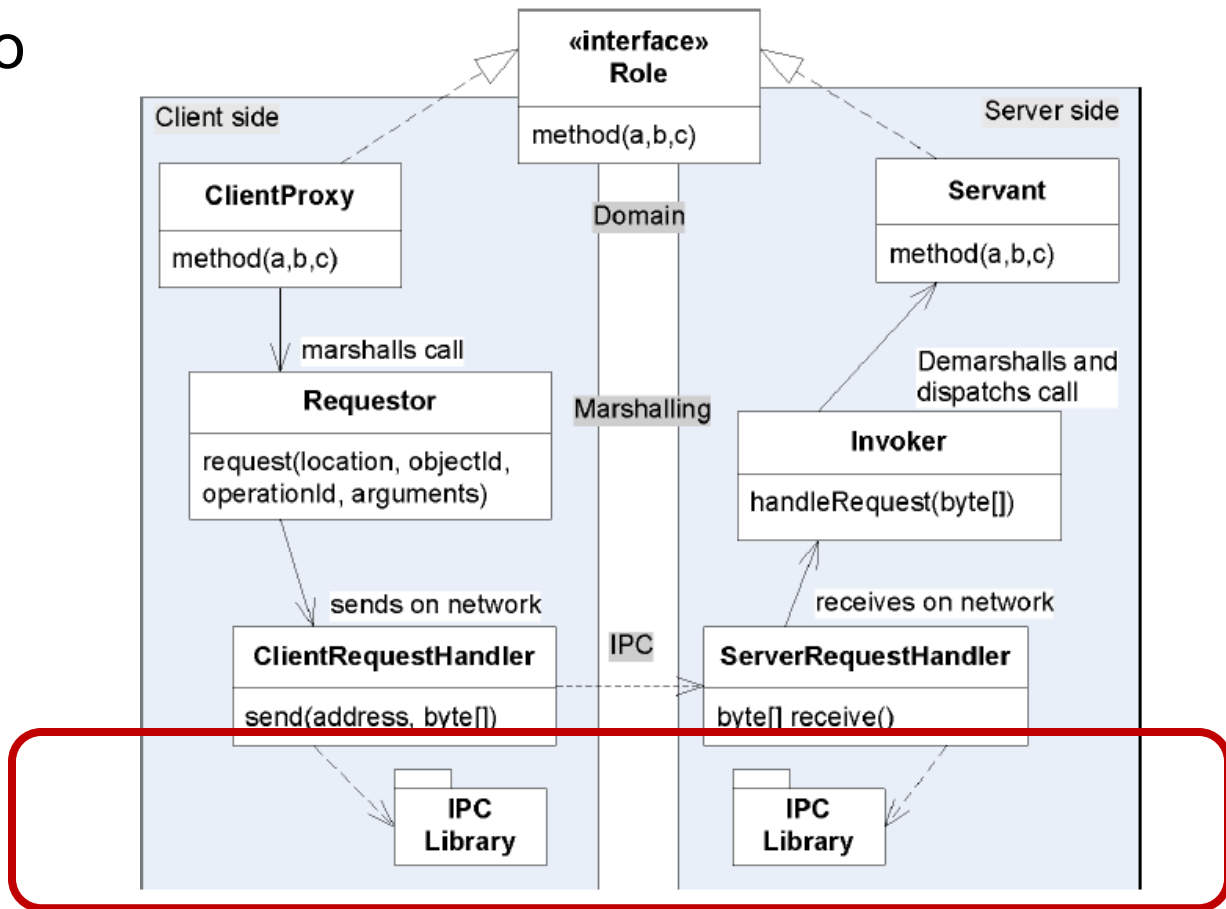 «interface»
Role
method(a,b,c)
Client side
Server side
ClientProxy
method(a,b,c)
Domain
Servant
method(a,b,c)
marshalls call
Requestor
request(location, objectId,
operationId, arguments)
Marshalling
Demarshalls and
dispatchs call
Invoker
handleRequest(byte[])
sends on network
receives on network
ClientRequestHandler
send(address, byte[])
IPC
ServerRequestHandler
byte[] receive()
IPC
Library
IPC
Library